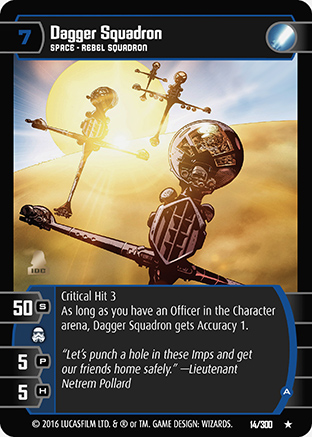 7 Dagger Squadron
SPACE - REBEL SQUADRON
IDC
50 S
Critical Hit 3
As long as you have an Officer in the Character
arena, Dagger Squadron gets Accuracy 1.
5 P
5 H
“Let’s punch a hole in these Imps and get
our friends home safely.” —Lieutenant
Netrem Pollard
A
© 2016 LUCASFILM LTD. & ® or TM. GAME DESIGN: WIZARDS. 14/300 ★